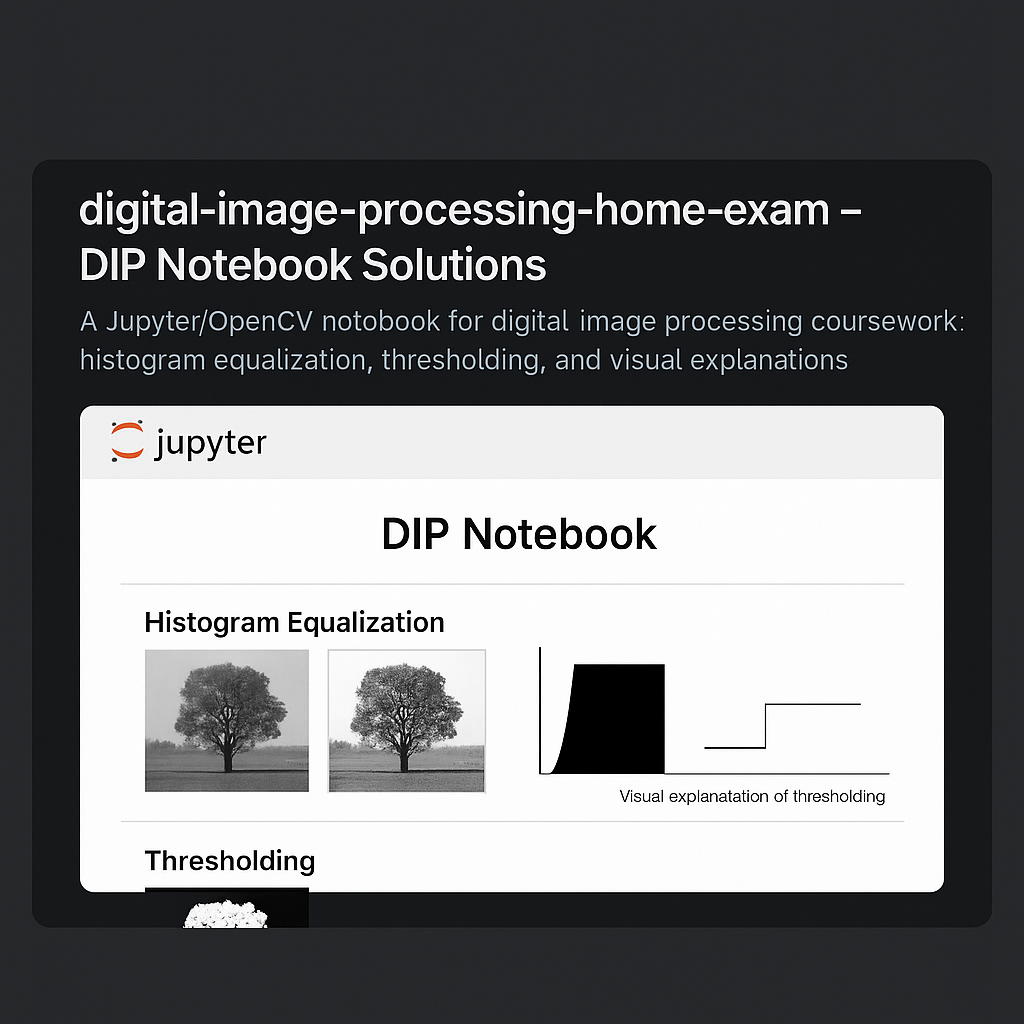 digital-image-processing-home-exam –
DIP Notebook Solutions
A Jupyter/OpenCV notobook for digital image processing coursework:
histogram equalization, thresholding, and visual explanations
jupyter
DIP Notebook
Histogram Equalization
Visual explanatation of thresholding
Thresholding